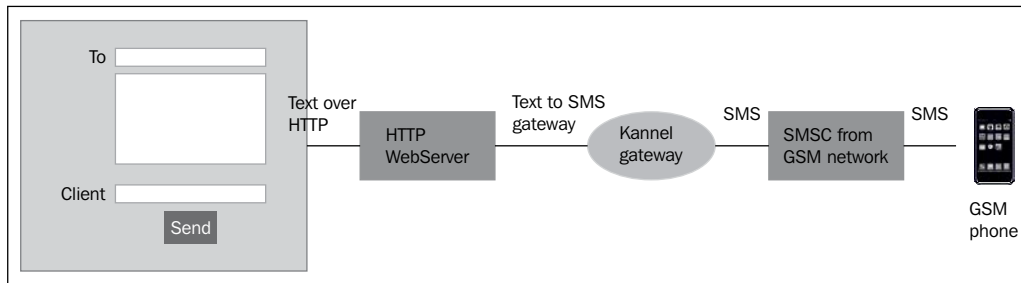 To
Client
Send
Text over
HTTP
HTTP
WebServer
Text to SMS
gateway
Kannel
gateway
SMS
SMSC from
GSM network
SMS
GSM
phone